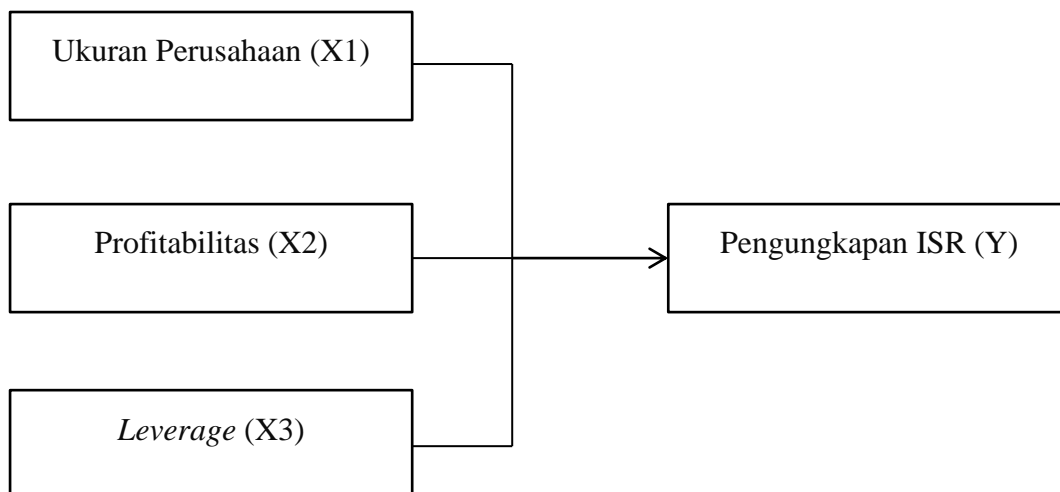 Ukuran Perusahaan (X1)
Profitabilitas (X2)
Pengungkapan ISR (Y)
Leverage (X3)